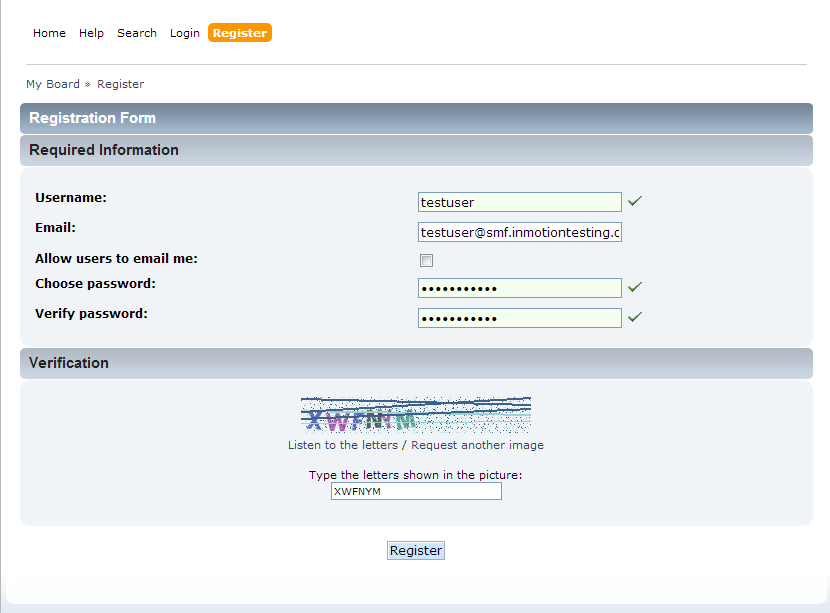 Home Help Search Login Register
My Board » Register
Registration Form
Required Information
Username: testuser
Email: testuser@smf.inmotiontesting.c
Allow users to email me:
Choose password: •••••••••••
Verify password: •••••••••••
Verification
XWFNYM
Listen to the letters / Request another image
Type the letters shown in the picture:
XWFNYM
Register